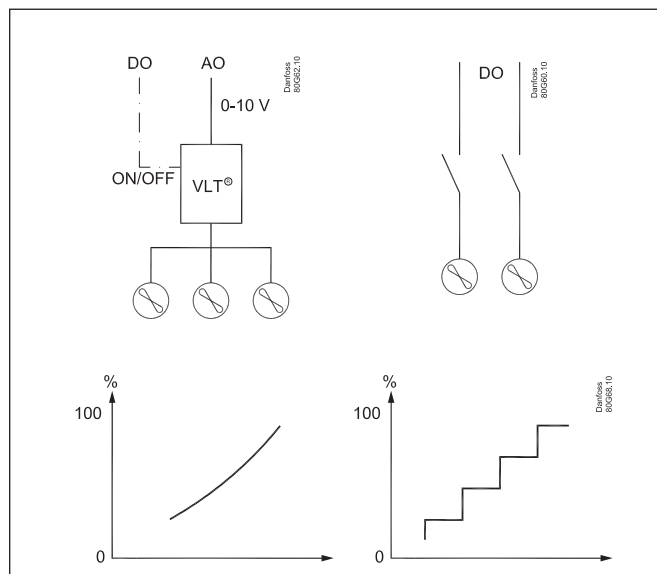 DO
AO
Danfoss
80G62.10
0-10 V
ON/OFF
VLT®
DO
Danfoss
80G60.10
%
100
0
%
100
0
Danfoss
80G68.10